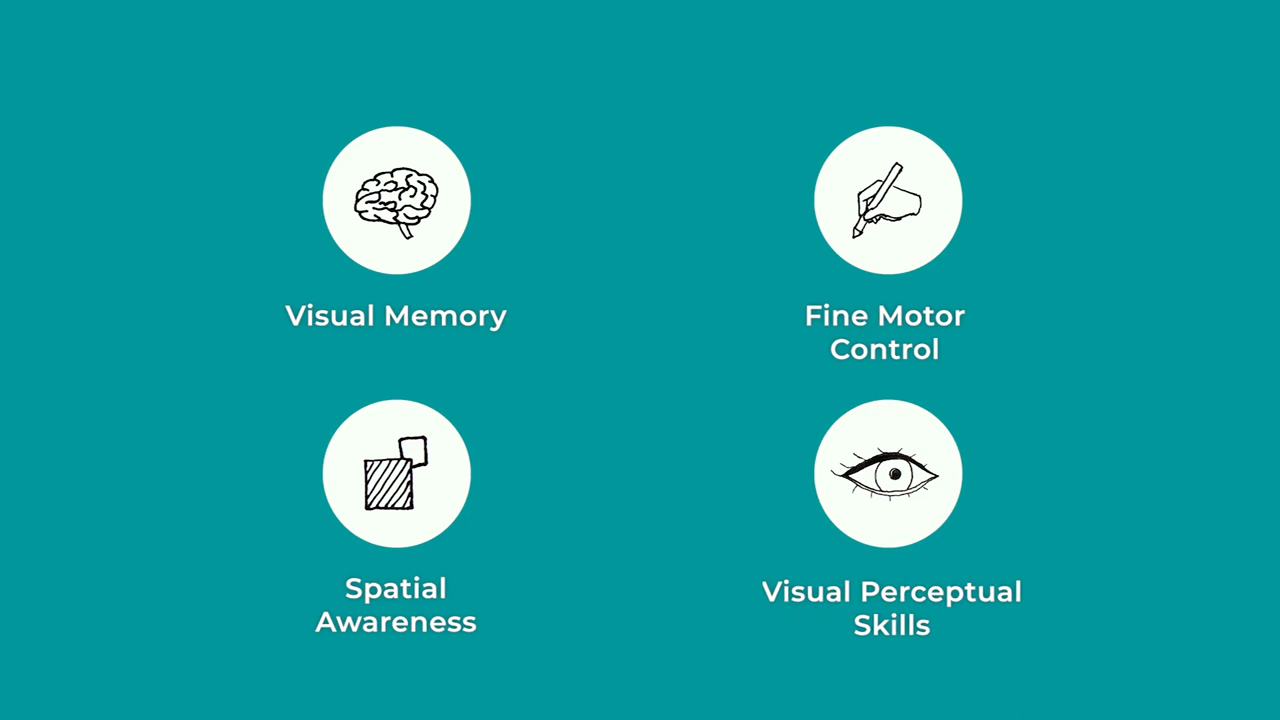 Visual Memory
Fine Motor
Control
Spatial
Awareness
Visual Perceptual
Skills